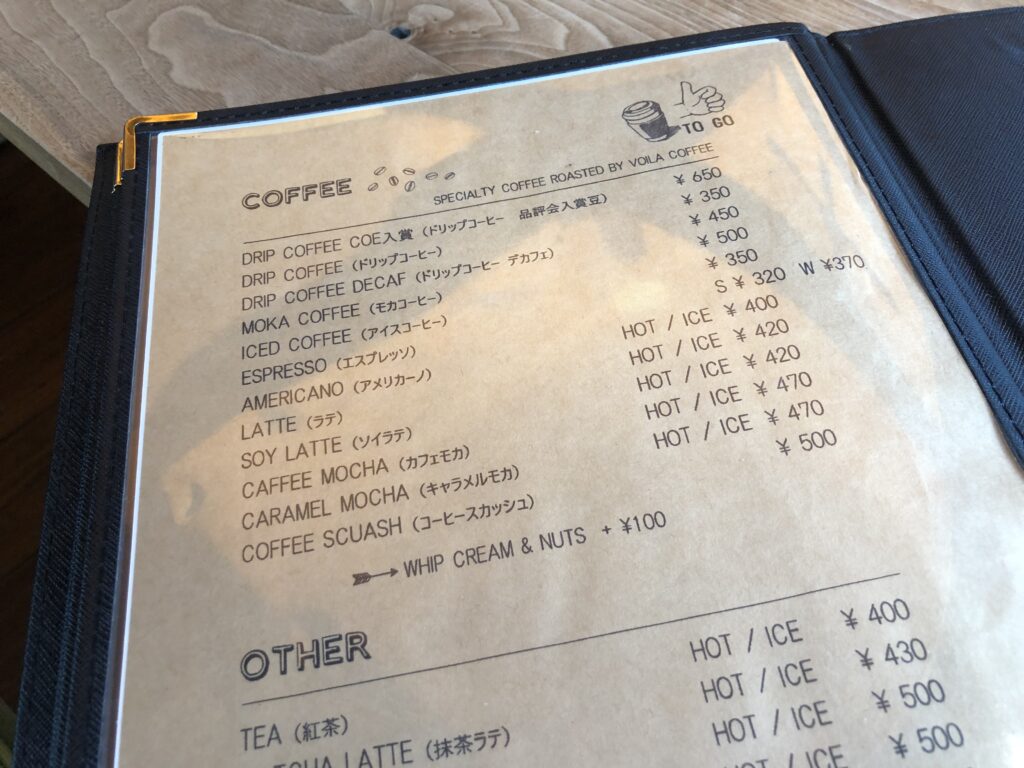 TO GO
COFFEE
SPECIALTY COFFEE ROASTED BY VOILA COFFEE
DRIP COFFEE COE入賞 (ドリップコーヒー 品評会入賞豆) ¥ 650
DRIP COFFEE (ドリップコーヒー) ¥ 350
DRIP COFFEE DECAF (ドリップコーヒー デカフェ) ¥ 450
MOKA COFFEE (モカコーヒー) ¥ 500
ICED COFFEE (アイスコーヒー) ¥ 350
ESPRESSO (エスプレッソ) S ¥ 320 W ¥370
AMERICANO (アメリカーノ) HOT / ICE ¥ 400
LATTE (ラテ) HOT / ICE ¥ 420
SOY LATTE (ソイラテ) HOT / ICE ¥ 420
CAFFEE MOCHA (カフェモカ) HOT / ICE ¥ 470
CARAMEL MOCHA (キャラメルモカ) HOT / ICE ¥ 470
COFFEE SCUASH (コーヒースカッシュ) ¥ 500
WHIP CREAM & NUTS + ¥100
OTHER
TEA (紅茶) HOT / ICE ¥ 400
LATTE (抹茶ラテ) HOT / ICE ¥ 430
HOT / ICE ¥ 500
ICE ¥ 500